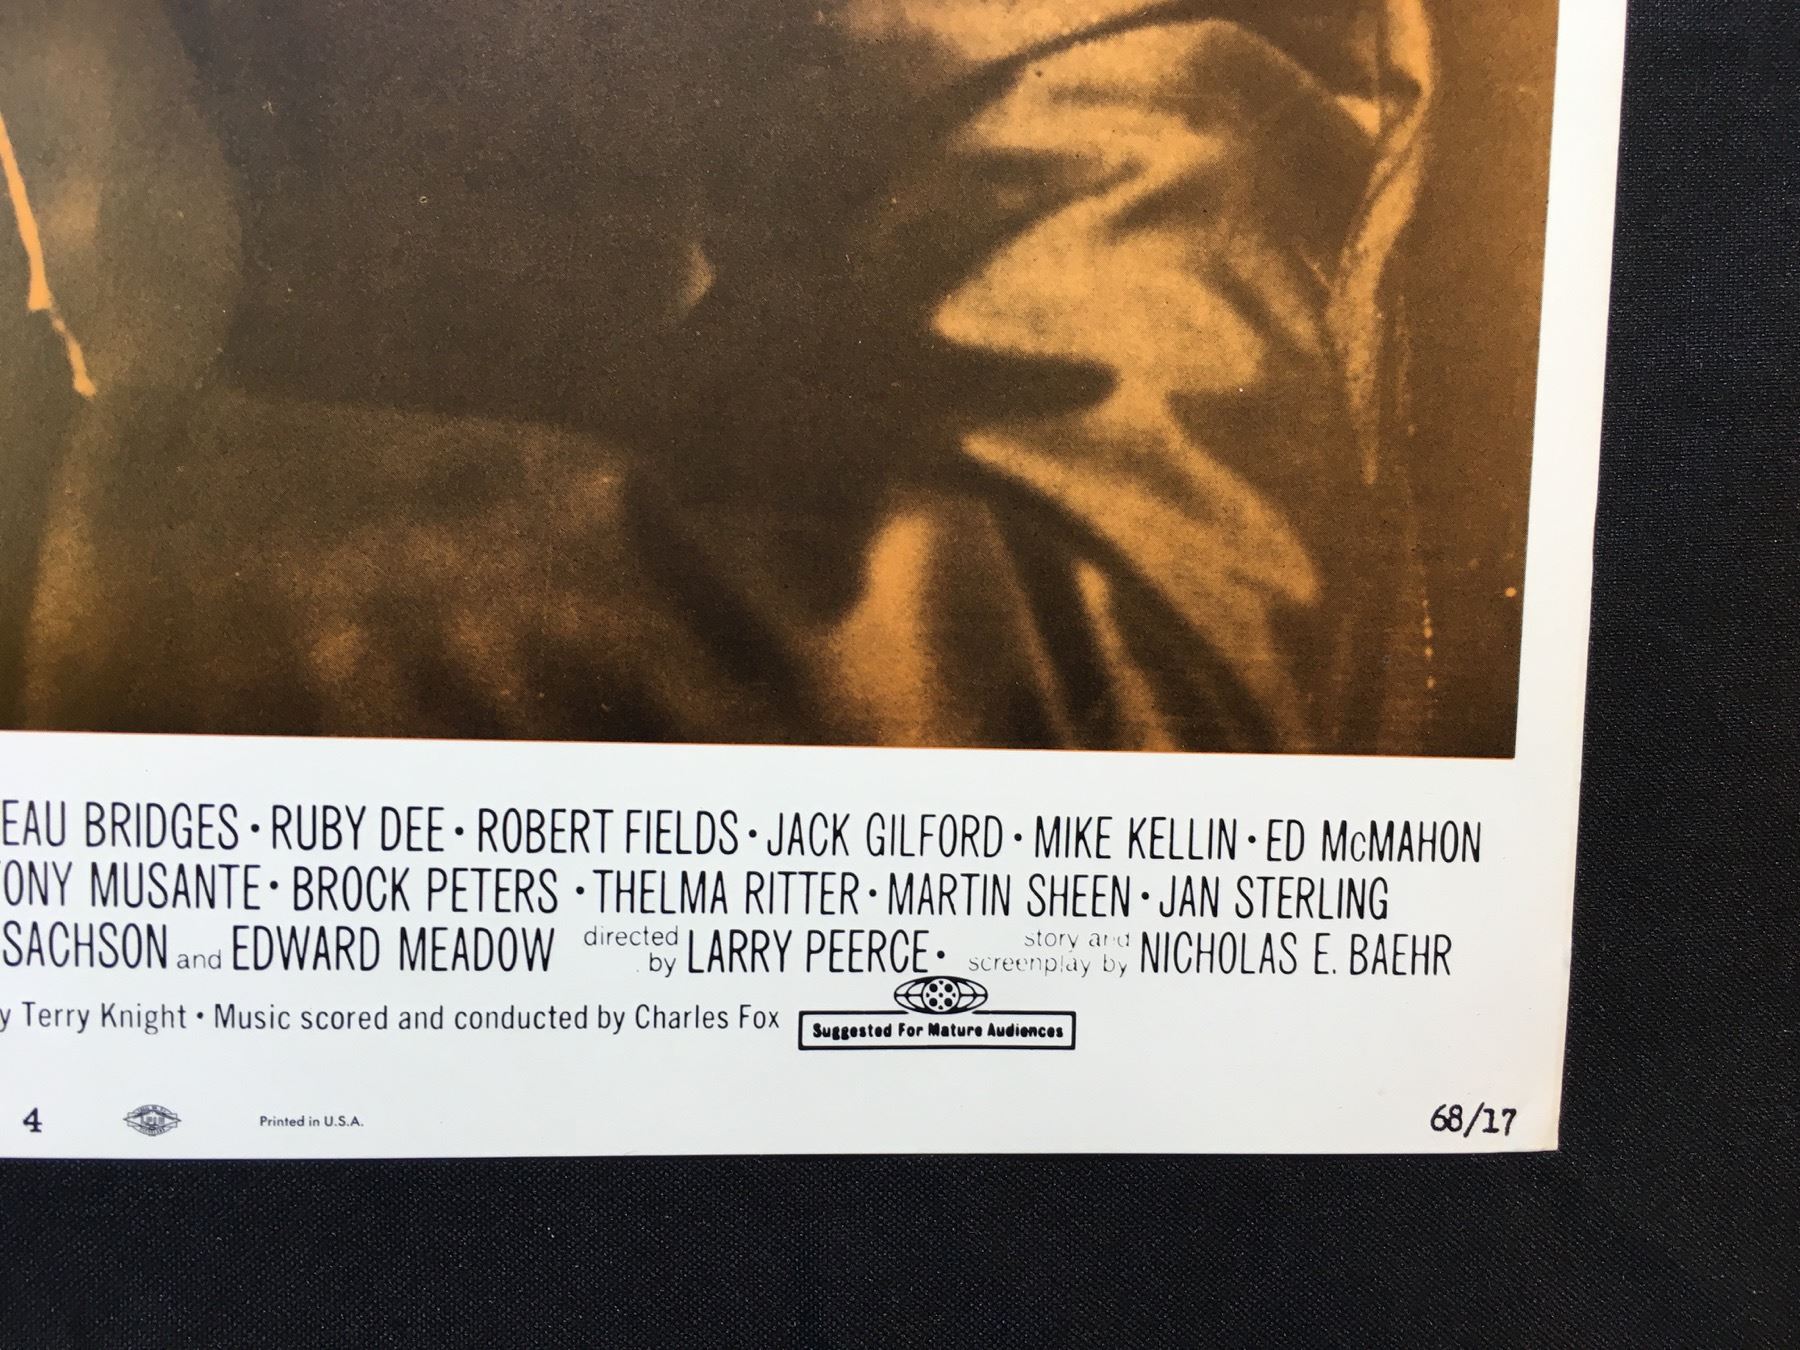 EAU BRIDGES · RUBY DEE · ROBERT FIELDS · JACK GILFORD · MIKE KELLIN · ED McMAHON
ONY MUSANTE · BROCK PETERS · THELMA RITTER · MARTIN SHEEN · JAN STERLING
SACHSON and EDWARD MEADOW directed by LARRY PEERCE · story and screenplay by NICHOLAS E. BAEHR
y Terry Knight · Music scored and conducted by Charles Fox
Suggested For Mature Audiences
4 Printed in U.S.A. 68/17